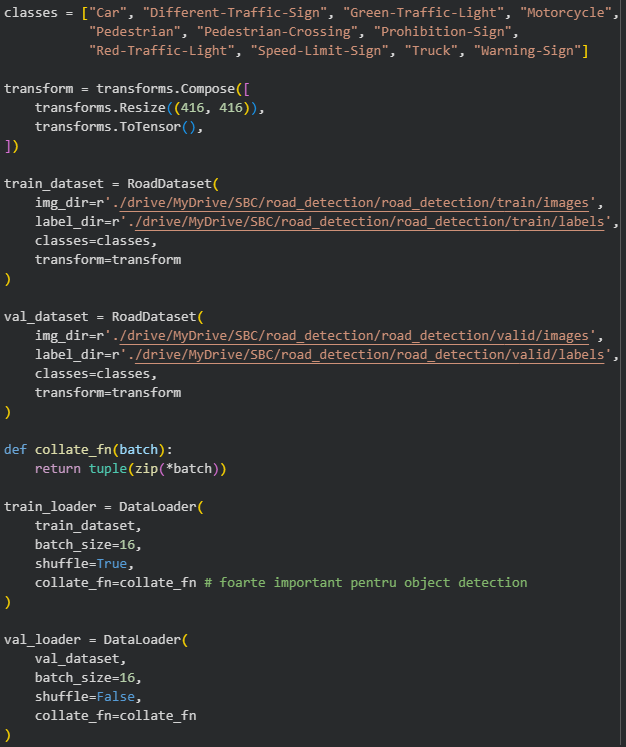 classes = ["Car", "Different-Traffic-Sign", "Green-Traffic-Light", "Motorcycle",
           "Pedestrian", "Pedestrian-Crossing", "Prohibition-Sign",
           "Red-Traffic-Light", "Speed-Limit-Sign", "Truck", "Warning-Sign"]

transform = transforms.Compose([
    transforms.Resize((416, 416)),
    transforms.ToTensor(),
])

train_dataset = RoadDataset(
    img_dir=r'./drive/MyDrive/SBC/road_detection/road_detection/train/images',
    label_dir=r'./drive/MyDrive/SBC/road_detection/road_detection/train/labels',
    classes=classes,
    transform=transform
)

val_dataset = RoadDataset(
    img_dir=r'./drive/MyDrive/SBC/road_detection/road_detection/valid/images',
    label_dir=r'./drive/MyDrive/SBC/road_detection/road_detection/valid/labels',
    classes=classes,
    transform=transform
)

def collate_fn(batch):
    return tuple(zip(*batch))

train_loader = DataLoader(
    train_dataset,
    batch_size=16,
    shuffle=True,
    collate_fn=collate_fn # foarte important pentru object detection
)

val_loader = DataLoader(
    val_dataset,
    batch_size=16,
    shuffle=False,
    collate_fn=collate_fn
)